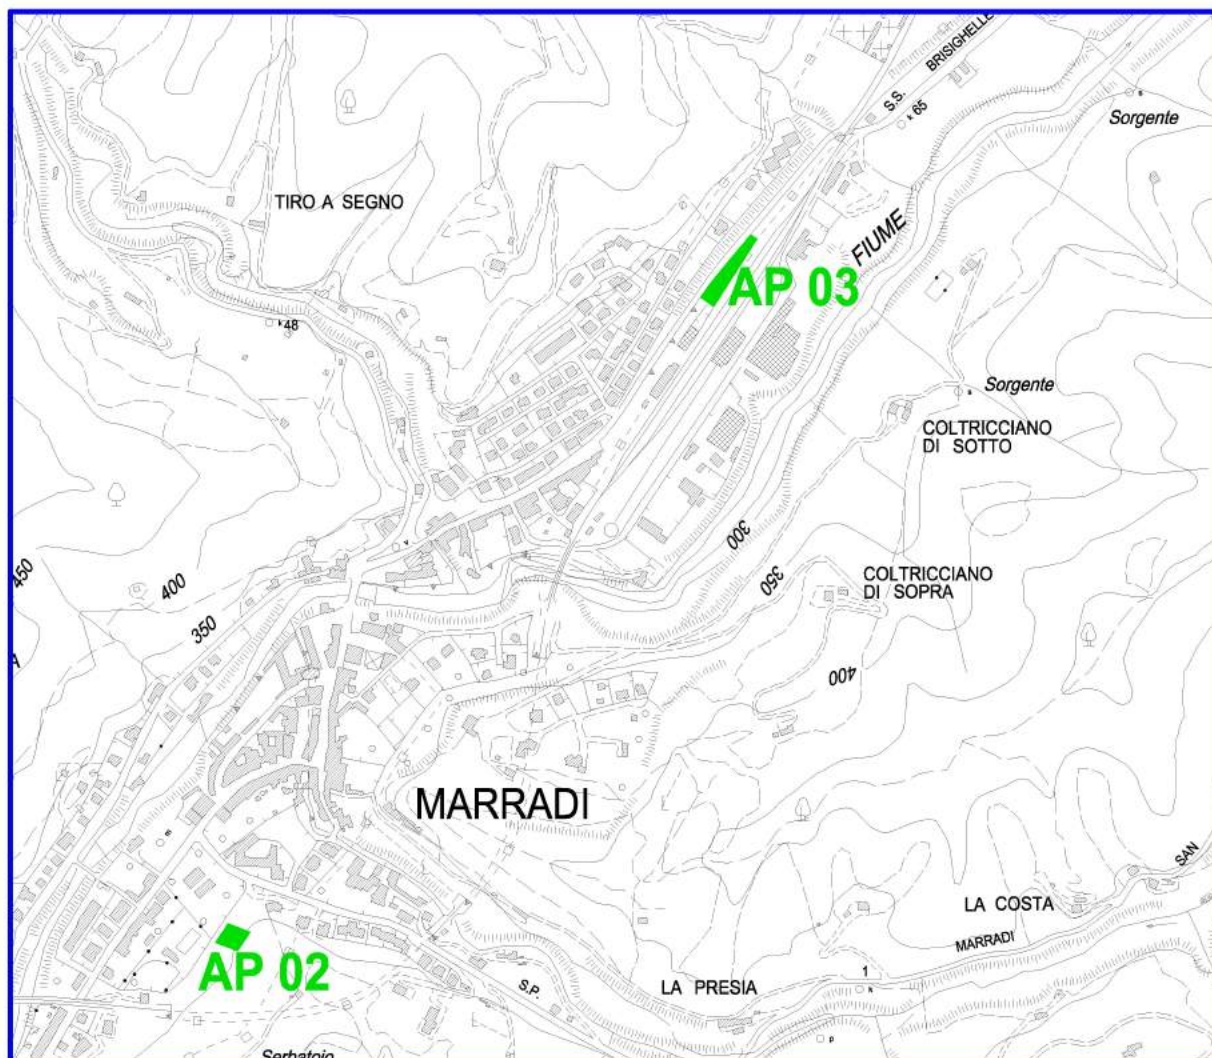 BRISIGHELLE
S.S.
k 65
Sorgente
TIRO A SEGNO
FIUME
AP 03
k 48
Sorgente
COLTRICCIANO
DI SOTTO
300
450
400
350
COLTRICCIANO
DI SOPRA
350
400
MARRADI
SAN
LA COSTA
MARRADI
AP 02
1
LA PRESIA
S.P.
Serbatoio